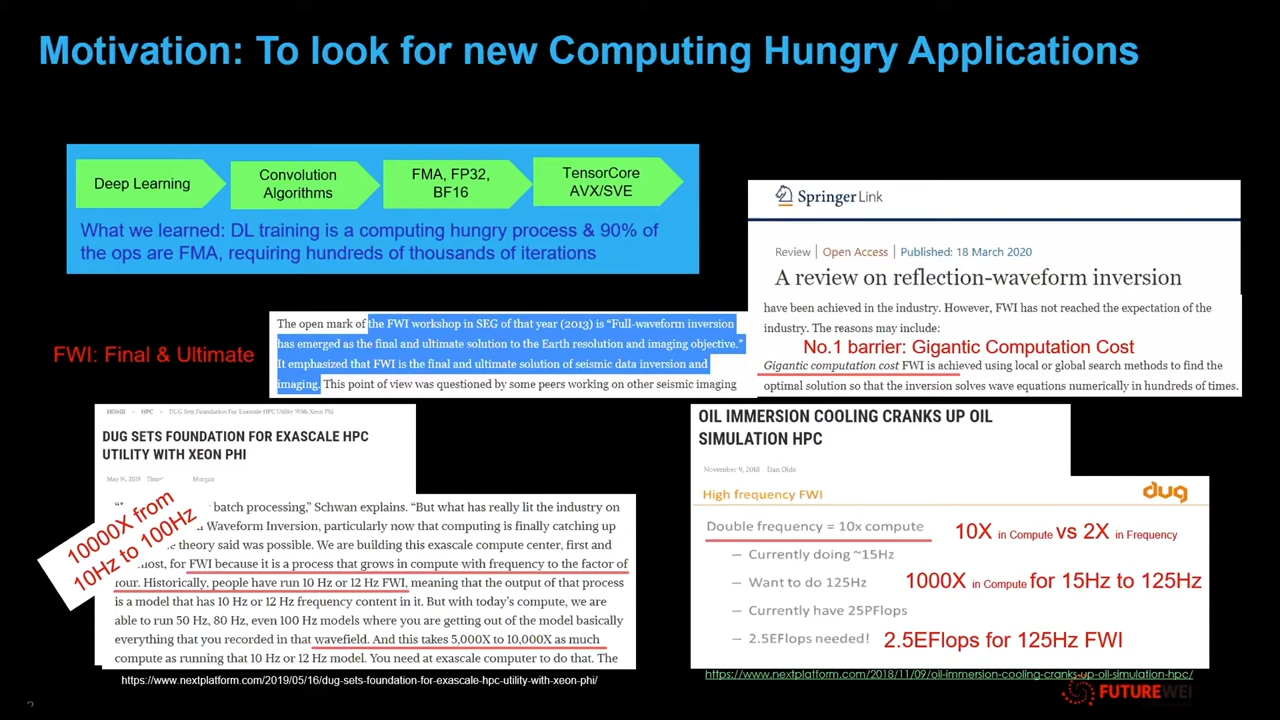 Motivation: To look for new Computing Hungry Applications
Deep Learning
Convolution
Algorithms
FMA, FP32,
BF16
TensorCore
AVX/SVE
What we learned: DL training is a computing hungry process & 90% of
the ops are FMA, requiring hundreds of thousands of iterations
Springer Link
Review | Open Access | Published: 18 March 2020
A review on reflection-waveform inversion
have been achieved in the industry. However, FWI has not reached the expectation of the
industry. The reasons may include:
No.1 barrier: Gigantic Computation Cost
Gigantic computation cost FWI is achieved using local or global search methods to find the
optimal solution so that the inversion solves wave equations numerically in hundreds of times.
FWI: Final & Ultimate
The open mark of the FWI workshop in SEG of that year (2013) is “Full-waveform inversion
has emerged as the final and ultimate solution to the Earth resolution and imaging objective.”
It emphasized that FWI is the final and ultimate solution of seismic data inversion and
imaging. This point of view was questioned by some peers working on other seismic imaging
HOME > HPC > DUG Sets Foundation For Exascale HPC Utility With Xeon Phi
DUG SETS FOUNDATION FOR EXASCALE HPC
UTILITY WITH XEON PHI
May 16, 2019 Morgan
10000X from
10Hz to 100Hz
batch processing,” Schwan explains. “But what has really lit the industry on
Waveform Inversion, particularly now that computing is finally catching up
theory said was possible. We are building this exascale compute center, first and
most, for FWI because it is a process that grows in compute with frequency to the factor of
four. Historically, people have run 10 Hz or 12 Hz FWI, meaning that the output of that process
is a model that has 10 Hz or 12 Hz frequency content in it. But with today’s compute, we are
able to run 50 Hz, 80 Hz, even 100 Hz models where you are getting out of the model basically
everything that you recorded in that wavefield. And this takes 5,000X to 10,000X as much
compute as running that 10 Hz or 12 Hz model. You need at exascale computer to do that. The
https://www.nextplatform.com/2019/05/16/dug-sets-foundation-for-exascale-hpc-utility-with-xeon-phi/
OIL IMMERSION COOLING CRANKS UP OIL
SIMULATION HPC
November 9, 2018 Dan Olds
High frequency FWI
dug
Double frequency = 10x compute
10X in Compute vs 2X in Frequency
– Currently doing ~15Hz
– Want to do 125Hz
1000X in Compute for 15Hz to 125Hz
– Currently have 25PFlops
– 2.5EFlops needed!
2.5EFlops for 125Hz FWI
https://www.nextplatform.com/2018/11/09/oil-immersion-cooling-cranks-up-oil-simulation-hpc/
FUTUREWEI